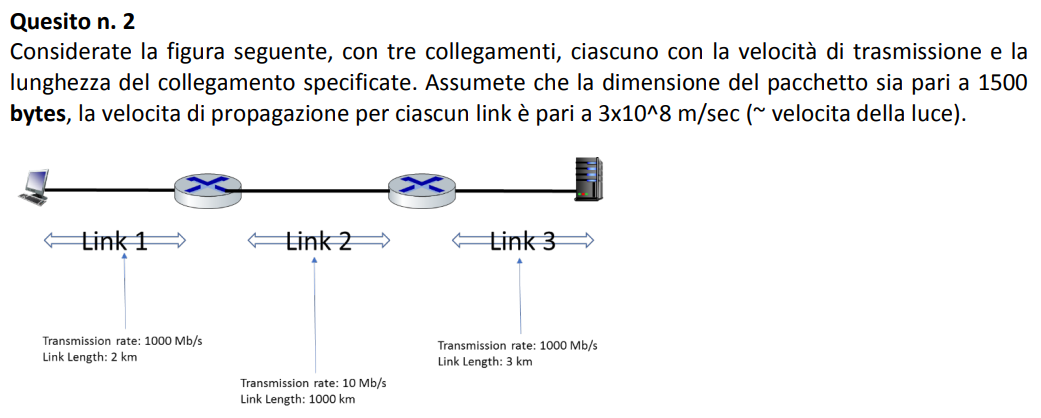 Quesito n. 2
Considerate la figura seguente, con tre collegamenti, ciascuno con la velocità di trasmissione e la
lunghezza del collegamento specificate. Assumete che la dimensione del pacchetto sia pari a 1500
bytes, la velocita di propagazione per ciascun link è pari a 3x10^8 m/sec (~ velocita della luce).
Link 1
Link 2
Link 3
Transmission rate: 1000 Mb/s
Link Length: 2 km
Transmission rate: 10 Mb/s
Link Length: 1000 km
Transmission rate: 1000 Mb/s
Link Length: 3 km